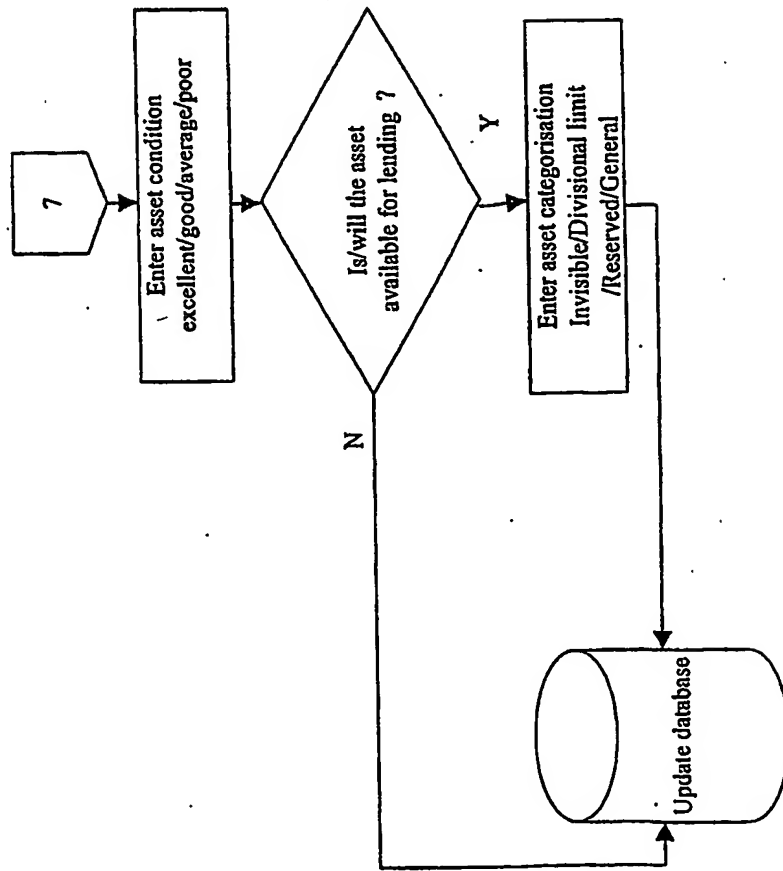 7
Enter asset condition
excellent/good/average/poor
Is/will the asset
available for lending ?
N
Y
Enter asset categorisation
Invisible/Divisional limit
/Reserved/General
Update database